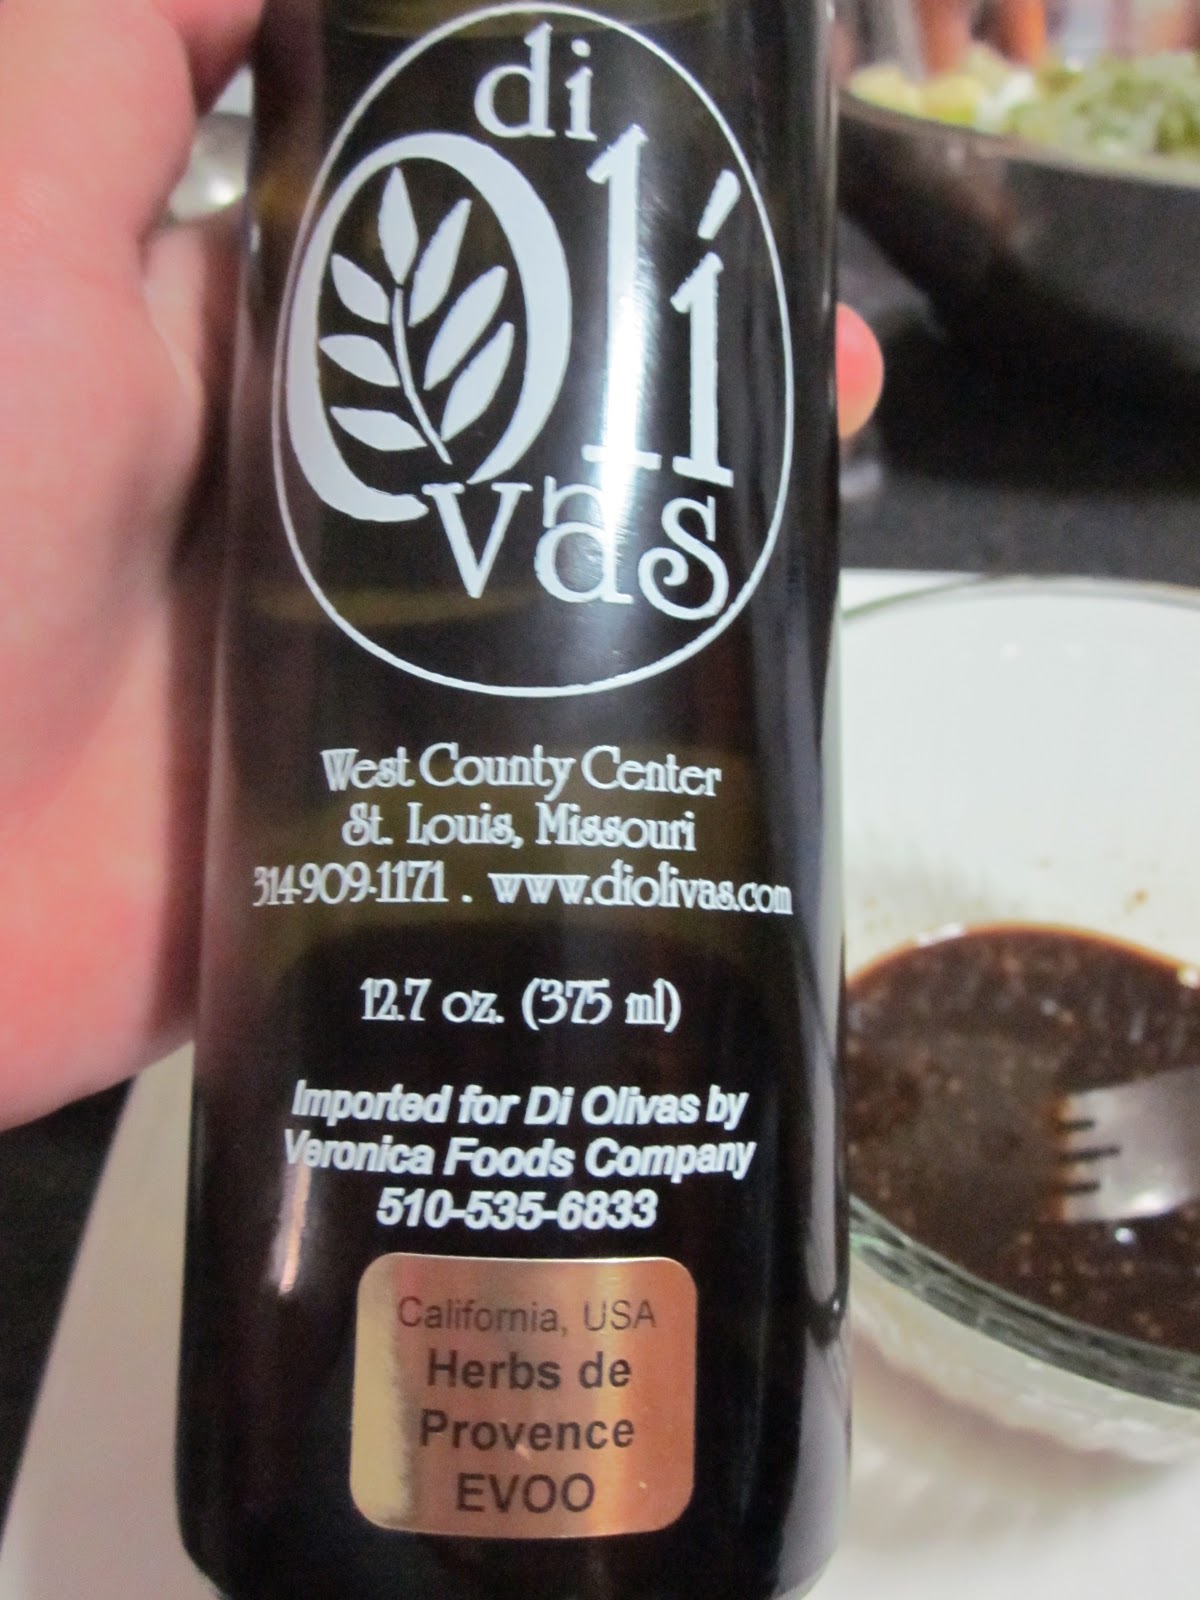 di
Olí
vas
West County Center
St. Louis, Missouri
314-909-1171 . www.diolivas.com
12.7 oz. (375 ml)
Imported for Di Olivas by
Veronica Foods Company
510-535-6833
California, USA
Herbs de
Provence
EVOO